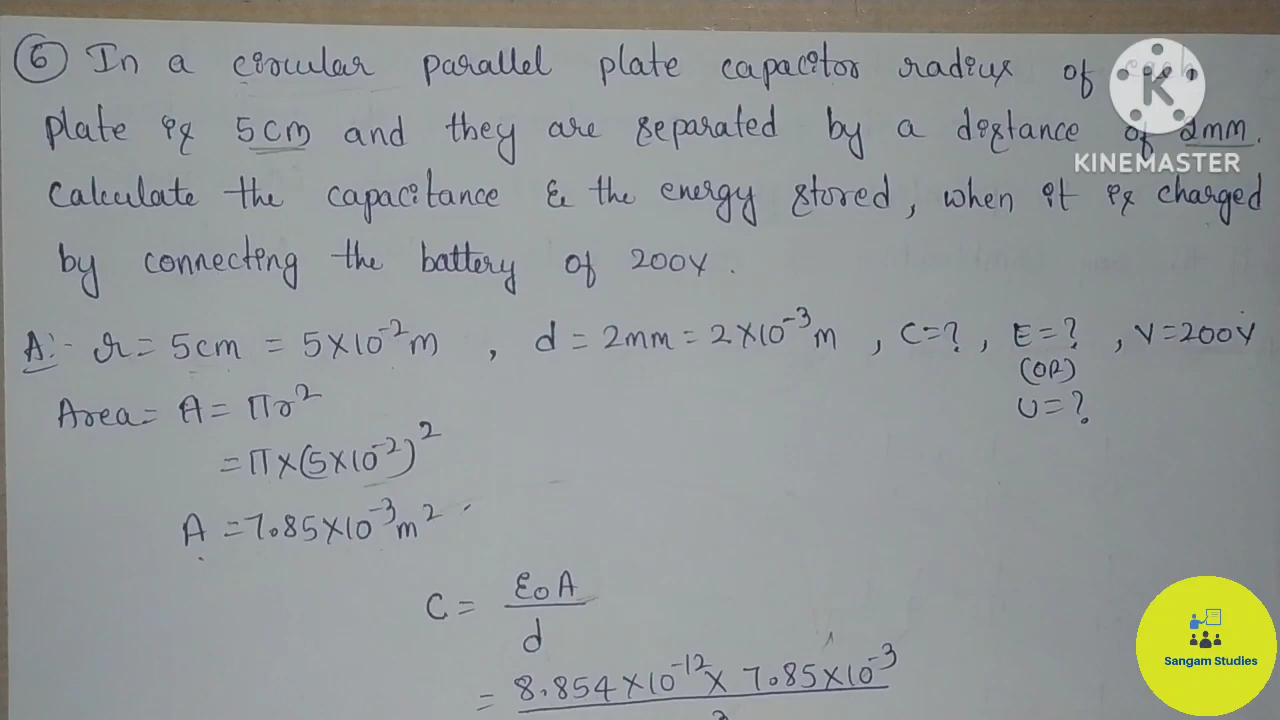 6 In a circular parallel plate capacitor radius of each
plate is 5cm and they are separated by a distance of 2mm.
Calculate the capacitance & the energy stored, when it is charged
by connecting the battery of 200V.
A:- r = 5cm = 5×10⁻²m , d = 2mm = 2×10⁻³m , C=? , E=? , V=200V
(OR)
U=?
Area = A = πr²
= π×(5×10⁻²)²
A = 7.85×10⁻³m²
C = ε₀A
d
= 8.854×10⁻¹² × 7.85×10⁻³
K
KINEMASTER
Sangam Studies